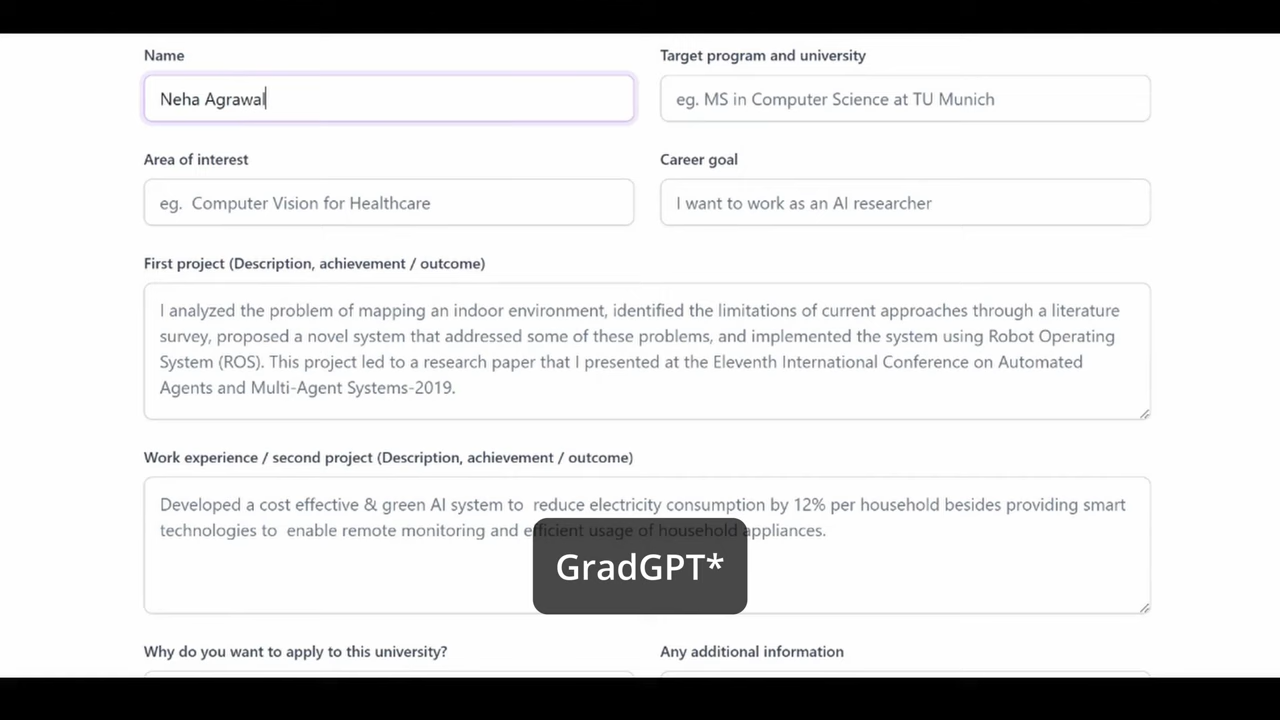 Name
Target program and university
Neha Agrawal
eg. MS in Computer Science at TU Munich
Area of interest
Career goal
eg. Computer Vision for Healthcare
I want to work as an AI researcher
First project (Description, achievement / outcome)
I analyzed the problem of mapping an indoor environment, identified the limitations of current approaches through a literature
survey, proposed a novel system that addressed some of these problems, and implemented the system using Robot Operating
System (ROS). This project led to a research paper that I presented at the Eleventh International Conference on Automated
Agents and Multi-Agent Systems-2019.
Work experience / second project (Description, achievement / outcome)
Developed a cost effective & green AI system to reduce electricity consumption by 12% per household besides providing smart
technologies to enable remote monitoring and efficient usage of household appliances.
GradGPT*
Why do you want to apply to this university?
Any additional information